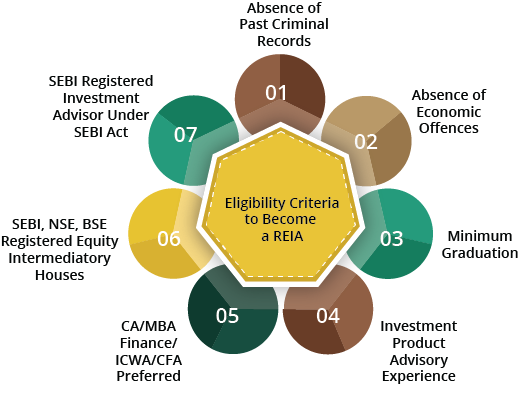 Absence of
Past Criminal
Records
01
Absence of
Economic
Offences
02
Minimum
Graduation
03
Investment
Product
Advisory
Experience
04
CA/MBA
Finance/
ICWA/CFA
Preferred
05
SEBI, NSE, BSE
Registered Equity
Intermediatory
Houses
06
SEBI Registered
Investment
Advisor Under
SEBI Act
07
Eligibility Criteria
to Become
a REIA